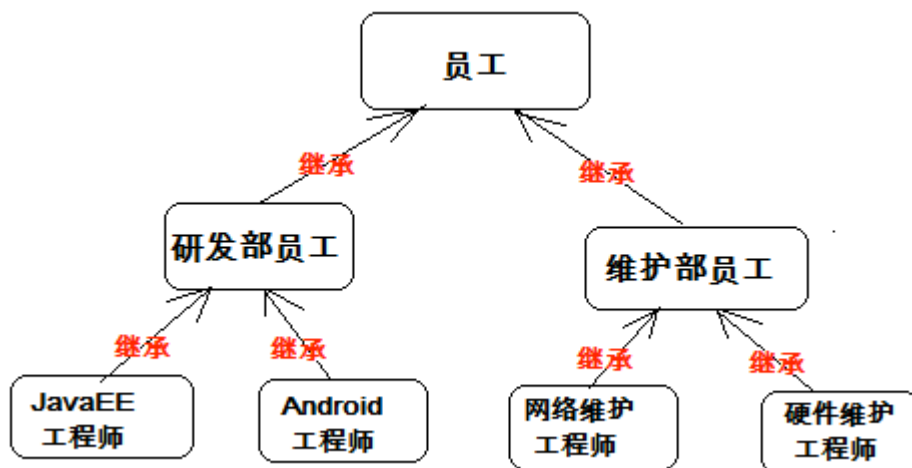 员工
继承
继承
研发部员工
维护部员工
继承
继承
继承
继承
JavaEE
工程师
Android
工程师
网络维护
工程师
硬件维护
工程师